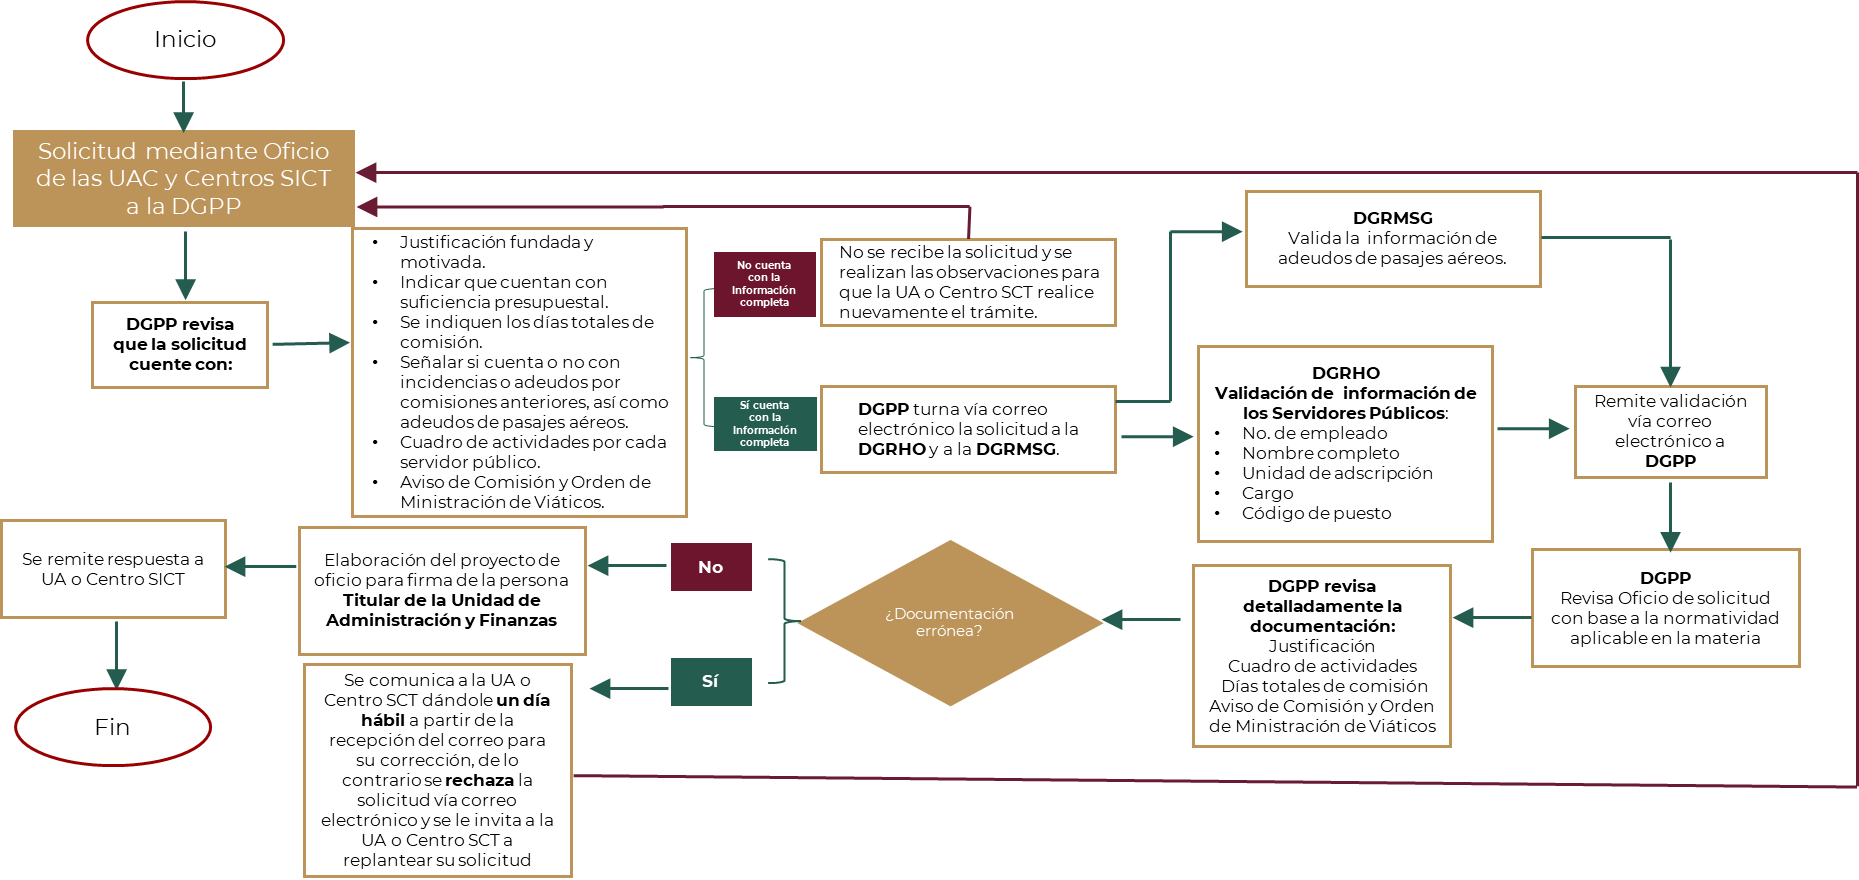 Inicio
Solicitud mediante Oficio
de las UAC y Centros SICT
a la DGPP
DGPP revisa
que la solicitud
cuente con:
• Justificación fundada y
motivada.
• Indicar que cuentan con
suficiencia presupuestal.
• Se indiquen los días totales de
comisión.
• Señalar si cuenta o no con
incidencias o adeudos por
comisiones anteriores, así como
adeudos de pasajes aéreos.
• Cuadro de actividades por cada
servidor público.
• Aviso de Comisión y Orden de
Ministración de Viáticos.
No cuenta
con la
Información
completa
No se recibe la solicitud y se
realizan las observaciones para
que la UA o Centro SCT realice
nuevamente el trámite.
Sí cuenta
con la
Información
completa
DGPP turna vía correo
electrónico la solicitud a la
DGRHO y a la DGRMSG.
DGRMSG
Valida la información de
adeudos de pasajes aéreos.
DGRHO
Validación de información de
los Servidores Públicos:
• No. de empleado
• Nombre completo
• Unidad de adscripción
• Cargo
• Código de puesto
Remite validación
vía correo
electrónico a
DGPP
DGPP
Revisa Oficio de solicitud
con base a la normatividad
aplicable en la materia
DGPP revisa
detalladamente la
documentación:
Justificación
Cuadro de actividades
Días totales de comisión
Aviso de Comisión y Orden
de Ministración de Viáticos
¿Documentación
errónea?
No
Elaboración del proyecto de
oficio para firma de la persona
Titular de la Unidad de
Administración y Finanzas
Se remite respuesta a
UA o Centro SICT
Fin
Sí
Se comunica a la UA o
Centro SCT dándole un día
hábil a partir de la
recepción del correo para
su corrección, de lo
contrario se rechaza la
solicitud vía correo
electrónico y se le invita a la
UA o Centro SCT a
replantear su solicitud